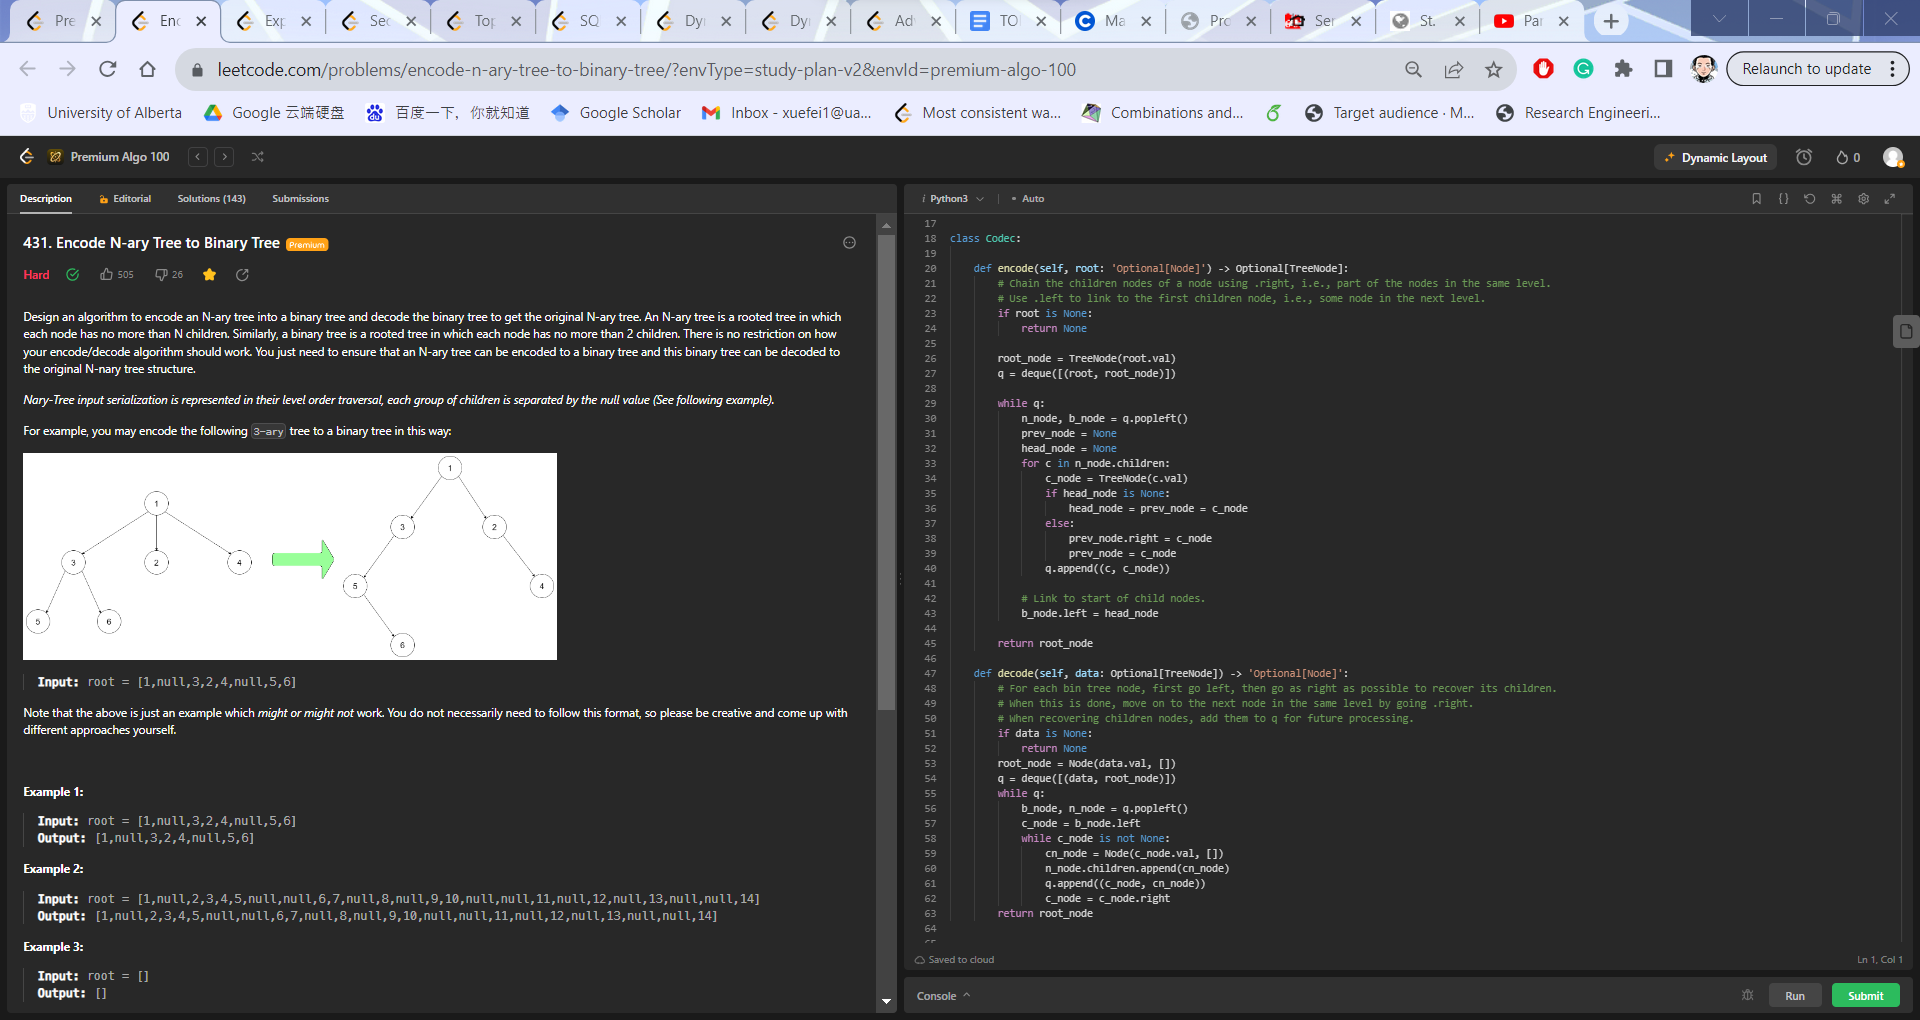 Pre
Enc
Exp
Sec
Top
SQ
Dy
Dy
Ad
TO
Ma
Pro
Ser
St.
Par
leetcode.com/problems/encode-n-ary-tree-to-binary-tree/?envType=study-plan-v2&envId=premium-algo-100
Relaunch to update
University of Alberta
Google 云端硬盘
百度一下，你就知道
Google Scholar
Inbox - xuefei1@ua...
Most consistent wa...
Combinations and...
Target audience · M...
Research Engineeri...
Premium Algo 100
Dynamic Layout
0
Description
Editorial
Solutions (143)
Submissions
431. Encode N-ary Tree to Binary Tree Premium
Hard 505 26
Design an algorithm to encode an N-ary tree into a binary tree and decode the binary tree to get the original N-ary tree. An N-ary tree is a rooted tree in which
each node has no more than N children. Similarly, a binary tree is a rooted tree in which each node has no more than 2 children. There is no restriction on how
your encode/decode algorithm should work. You just need to ensure that an N-ary tree can be encoded to a binary tree and this binary tree can be decoded to
the original N-nary tree structure.
Nary-Tree input serialization is represented in their level order traversal, each group of children is separated by the null value (See following example).
For example, you may encode the following 3-ary tree to a binary tree in this way:
1
1
3
2
3
2
4
5
4
5
6
6
Input: root = [1,null,3,2,4,null,5,6]
Note that the above is just an example which might or might not work. You do not necessarily need to follow this format, so please be creative and come up with
different approaches yourself.
Example 1:
Input: root = [1,null,3,2,4,null,5,6]
Output: [1,null,3,2,4,null,5,6]
Example 2:
Input: root = [1,null,2,3,4,5,null,null,6,7,null,8,null,9,10,null,null,11,null,12,null,13,null,null,14]
Output: [1,null,2,3,4,5,null,null,6,7,null,8,null,9,10,null,null,11,null,12,null,13,null,null,14]
Example 3:
Input: root = []
Output: []
i Python3
• Auto
17
18 class Codec:
19
20 def encode(self, root: 'Optional[Node]') -> Optional[TreeNode]:
21 # Chain the children nodes of a node using .right, i.e., part of the nodes in the same level.
22 # Use .left to link to the first children node, i.e., some node in the next level.
23 if root is None:
24 return None
25
26 root_node = TreeNode(root.val)
27 q = deque([(root, root_node)])
28
29 while q:
30 n_node, b_node = q.popleft()
31 prev_node = None
32 head_node = None
33 for c in n_node.children:
34 c_node = TreeNode(c.val)
35 if head_node is None:
36 head_node = prev_node = c_node
37 else:
38 prev_node.right = c_node
39 prev_node = c_node
40 q.append((c, c_node))
41
42 # Link to start of child nodes.
43 b_node.left = head_node
44
45 return root_node
46
47 def decode(self, data: Optional[TreeNode]) -> 'Optional[Node]':
48 # For each bin tree node, first go left, then go as right as possible to recover its children.
49 # When this is done, move on to the next node in the same level by going .right.
50 # When recovering children nodes, add them to q for future processing.
51 if data is None:
52 return None
53 root_node = Node(data.val, [])
54 q = deque([(data, root_node)])
55 while q:
56 b_node, n_node = q.popleft()
57 c_node = b_node.left
58 while c_node is not None:
59 cn_node = Node(c_node.val, [])
60 n_node.children.append(cn_node)
61 q.append((c_node, cn_node))
62 c_node = c_node.right
63 return root_node
64
Saved to cloud
Ln 1, Col 1
Console
Run
Submit